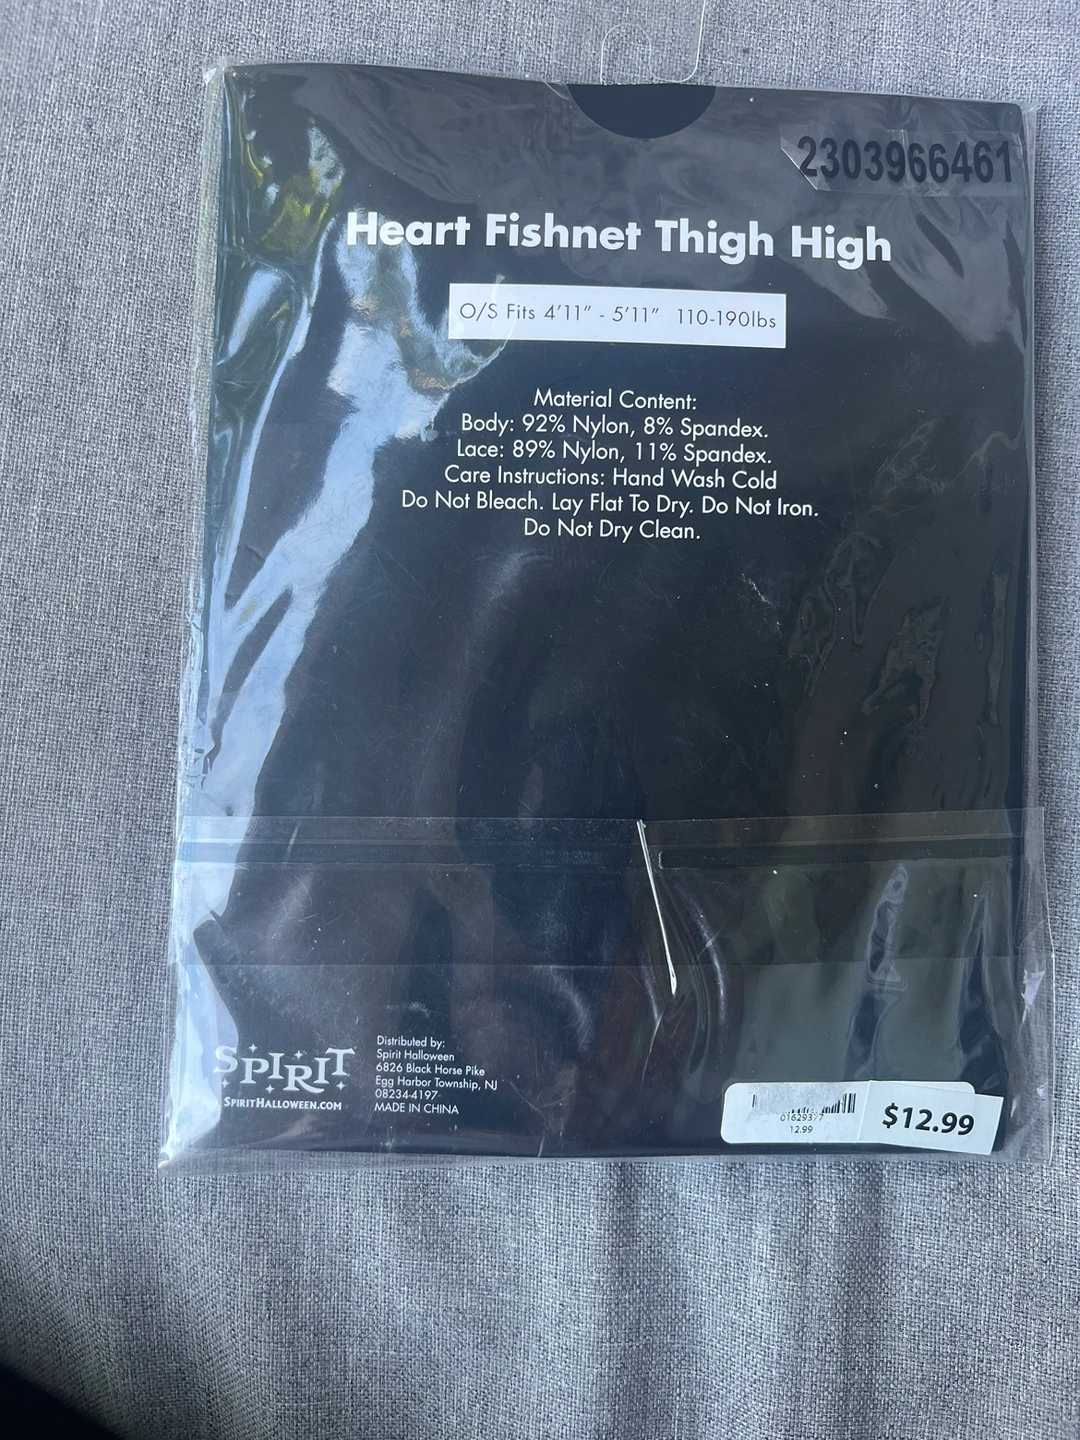 2303966461
Heart Fishnet Thigh High
O/S Fits 4'11" - 5'11" 110-190lbs
Material Content:
Body: 92% Nylon, 8% Spandex.
Lace: 89% Nylon, 11% Spandex.
Care Instructions: Hand Wash Cold
Do Not Bleach. Lay Flat To Dry. Do Not Iron.
Do Not Dry Clean.
SPIRIT
SPIRITHALLOWEEN.COM
Distributed by:
Spirit Halloween
6826 Black Horse Pike
Egg Harbor Township, NJ
08234-4197
MADE IN CHINA
01629377
12.99
$12.99